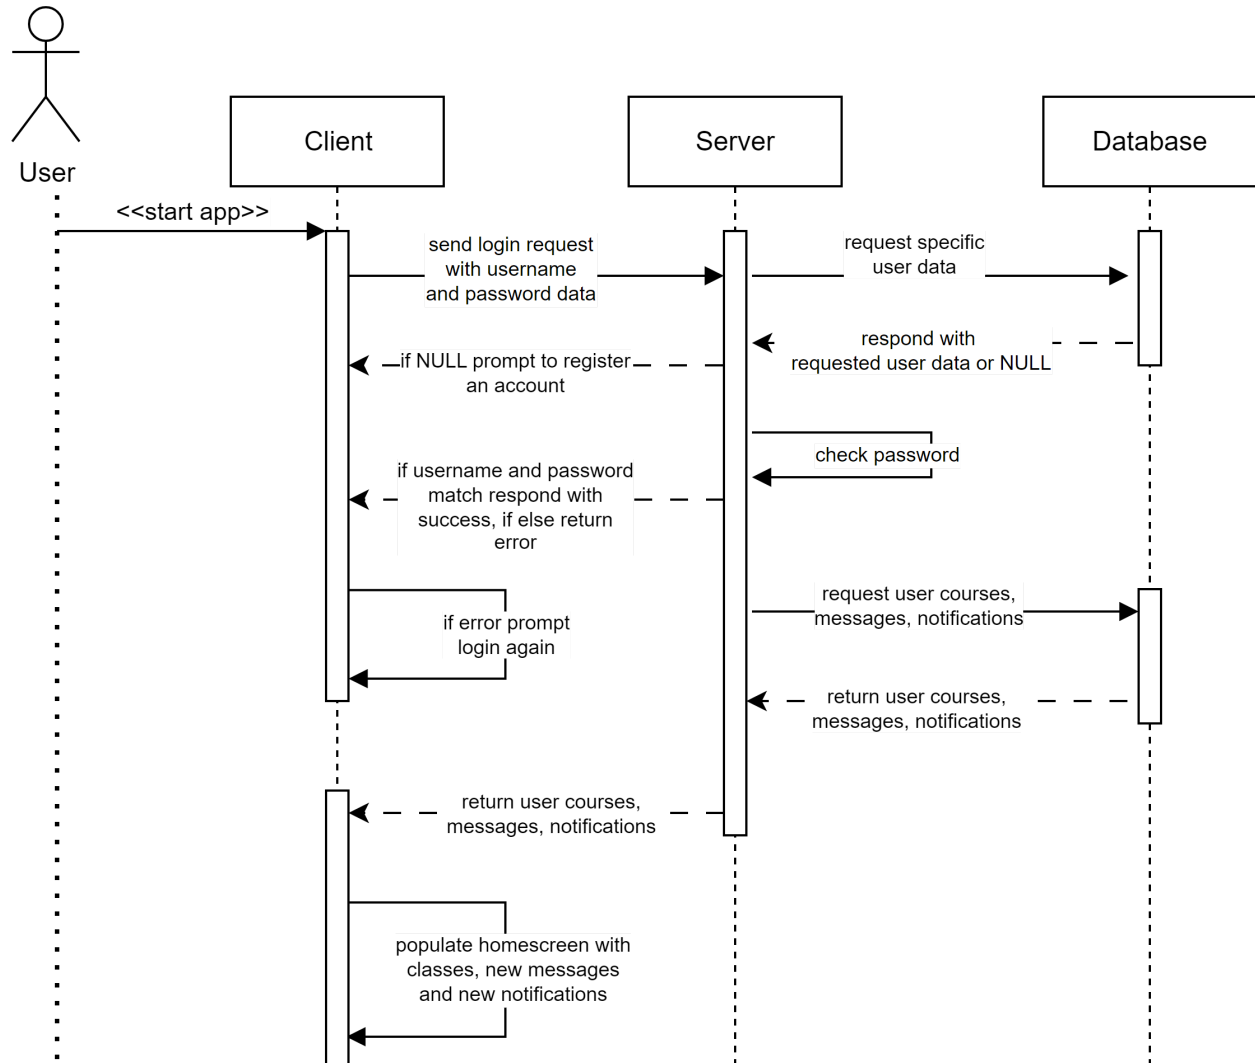 User
Client
Server
Database
<<start app>>
send login request
with username
and password data
request specific
user data
respond with
requested user data or NULL
if NULL prompt to register
an account
check password
if username and password
match respond with
success, if else return
error
if error prompt
login again
request user courses,
messages, notifications
return user courses,
messages, notifications
return user courses,
messages, notifications
populate homescreen with
classes, new messages
and new notifications